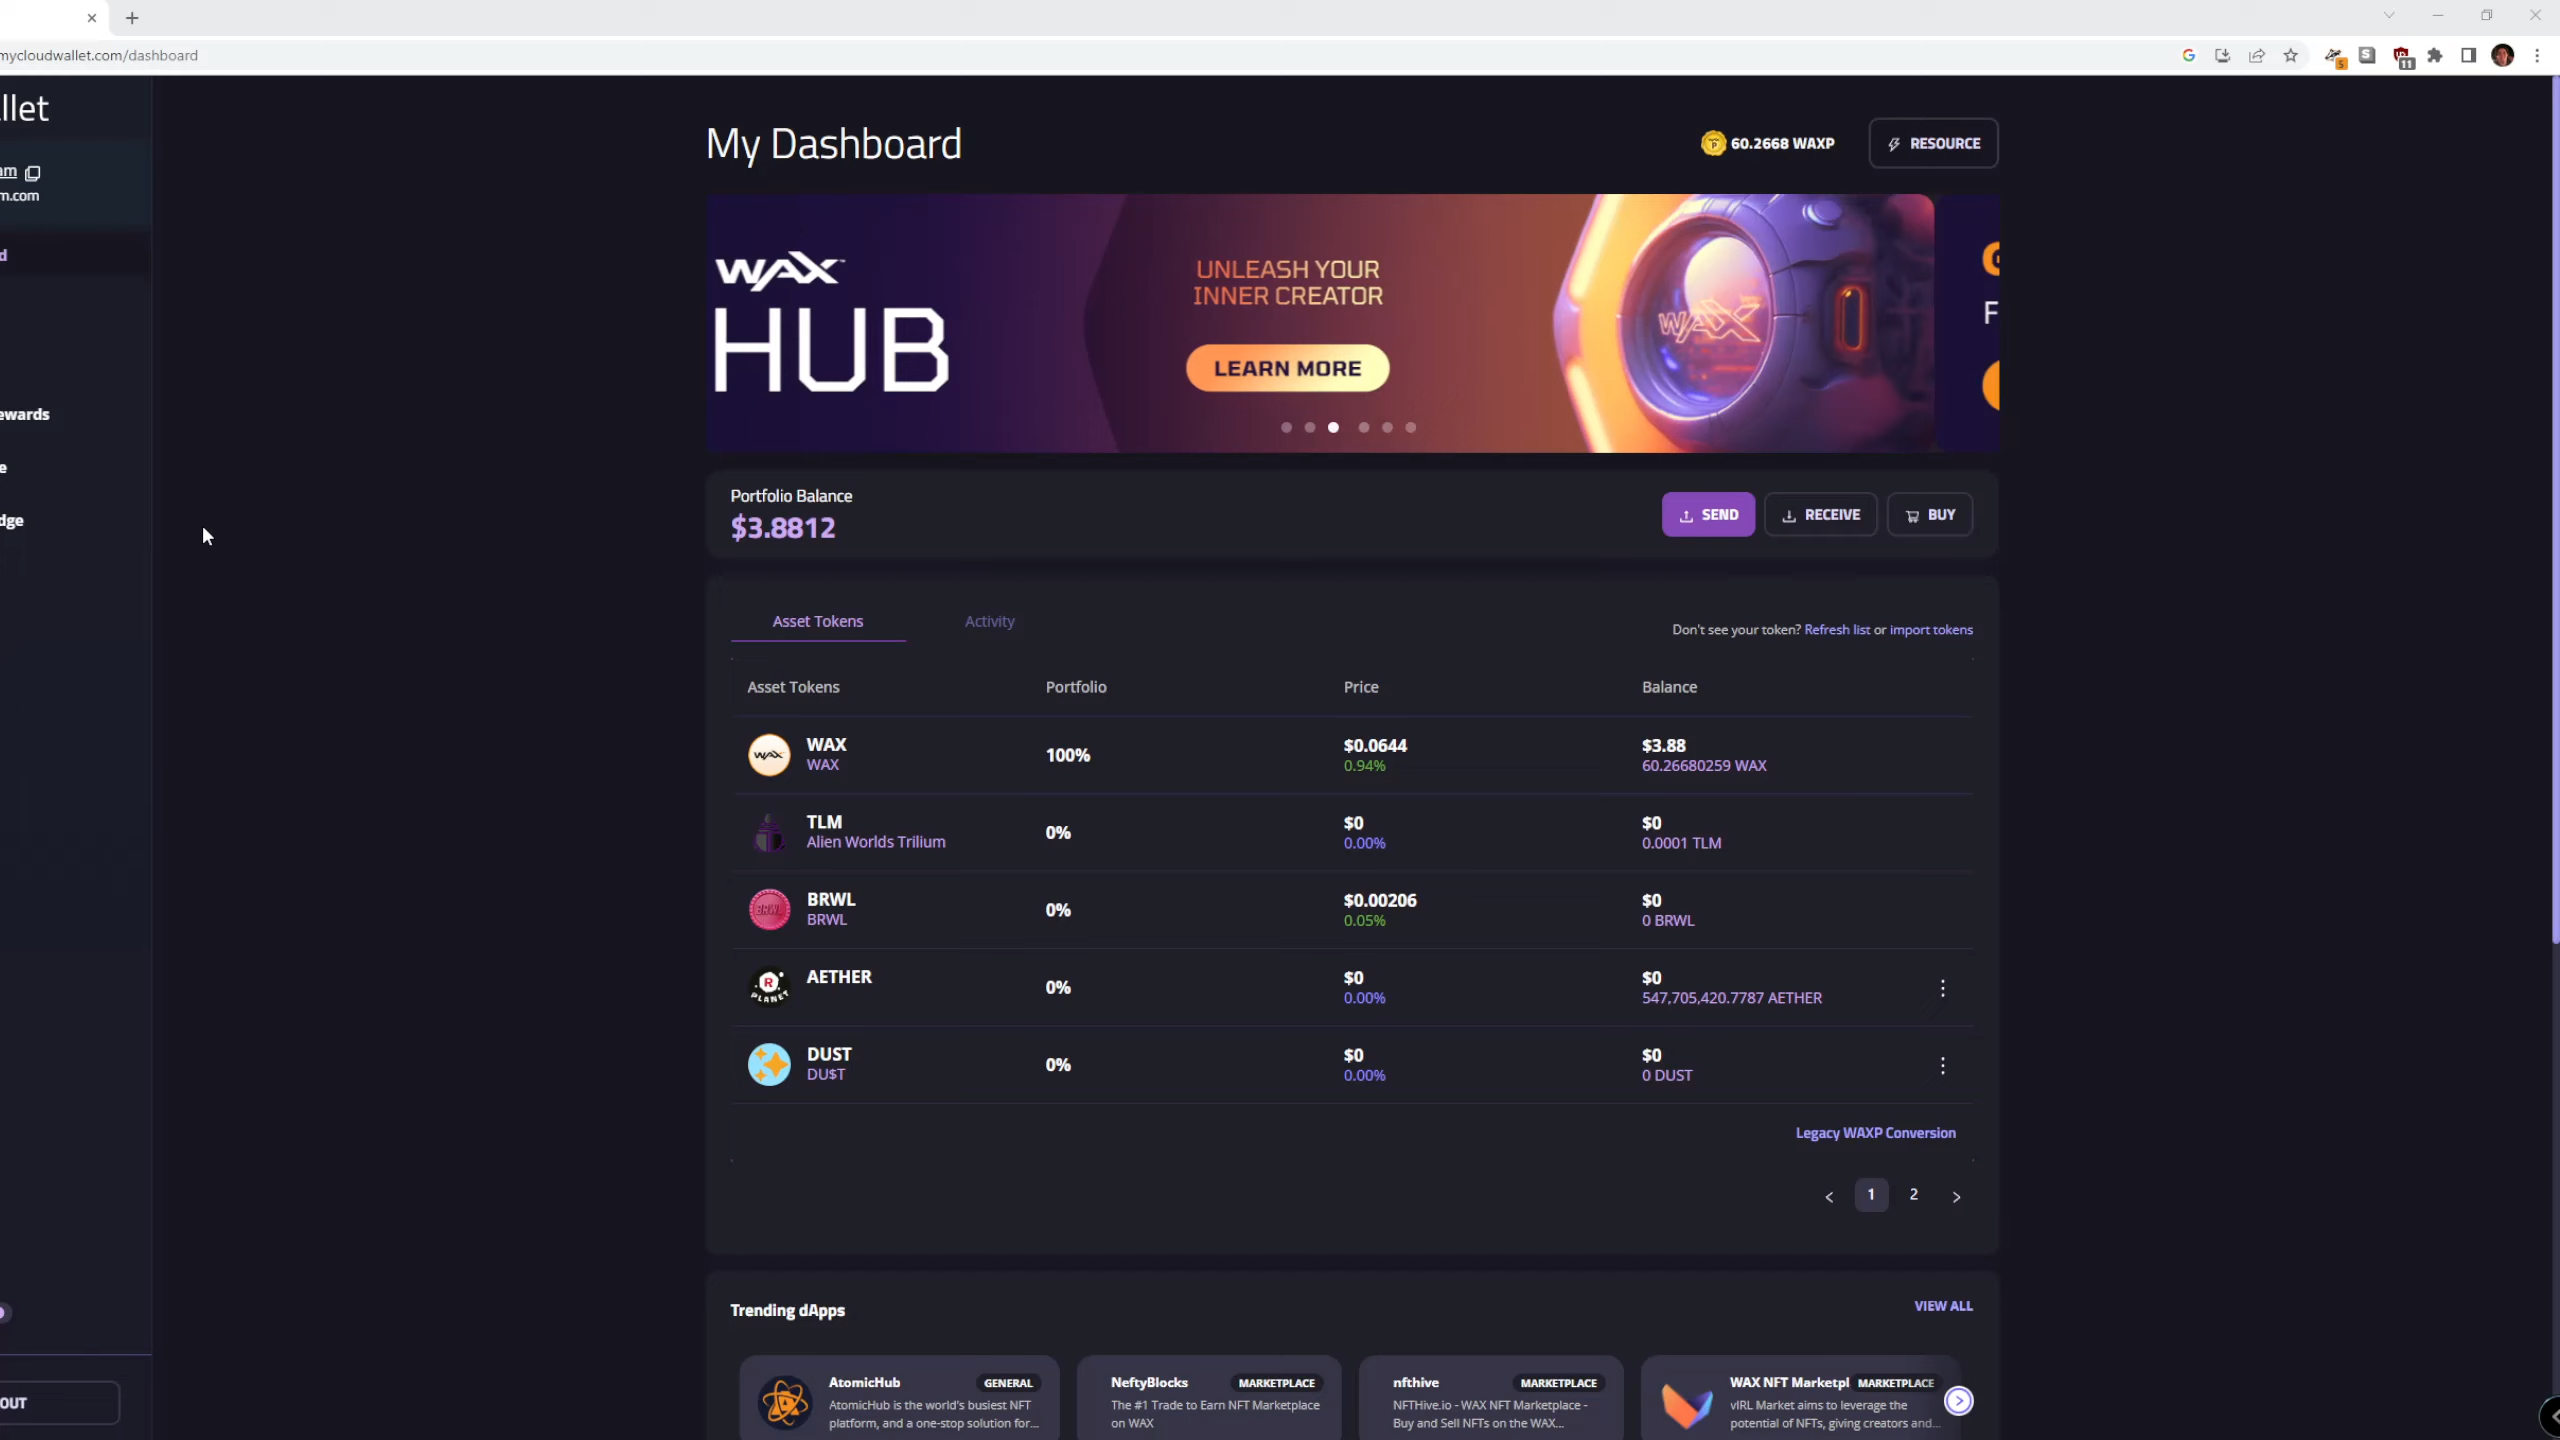 mycloudwallet.com/dashboard
5
11
llet
am
m.com
d
ewards
e
dge
OUT
My Dashboard
60.2668 WAXP
RESOURCE
WAX
HUB
UNLEASH YOUR
INNER CREATOR
LEARN MORE
WAX
F
Portfolio Balance
$3.8812
SEND
RECEIVE
BUY
Asset Tokens
Activity
Don't see your token? Refresh list or import tokens
Asset Tokens Portfolio Price Balance
WAX
WAX
100%
$0.0644
0.94%
$3.88
60.26680259 WAX
TLM
Alien Worlds Trilium
0%
$0
0.00%
$0
0.0001 TLM
BRWL
BRWL
0%
$0.00206
0.05%
$0
0 BRWL
R
PLANET
AETHER
0%
$0
0.00%
$0
547,705,420.7787 AETHER
DUST
DU$T
0%
$0
0.00%
$0
0 DUST
Legacy WAXP Conversion
< 1 2 >
Trending dApps
VIEW ALL
AtomicHub
GENERAL
AtomicHub is the world's busiest NFT
platform, and a one-stop solution for...
NeftyBlocks
MARKETPLACE
The #1 Trade to Earn NFT Marketplace
on WAX
nfthive
MARKETPLACE
NFTHive.io - WAX NFT Marketplace -
Buy and Sell NFTs on the WAX...
WAX NFT Marketpl
MARKETPLACE
vIRL Market aims to leverage the
potential of NFTs, giving creators and...